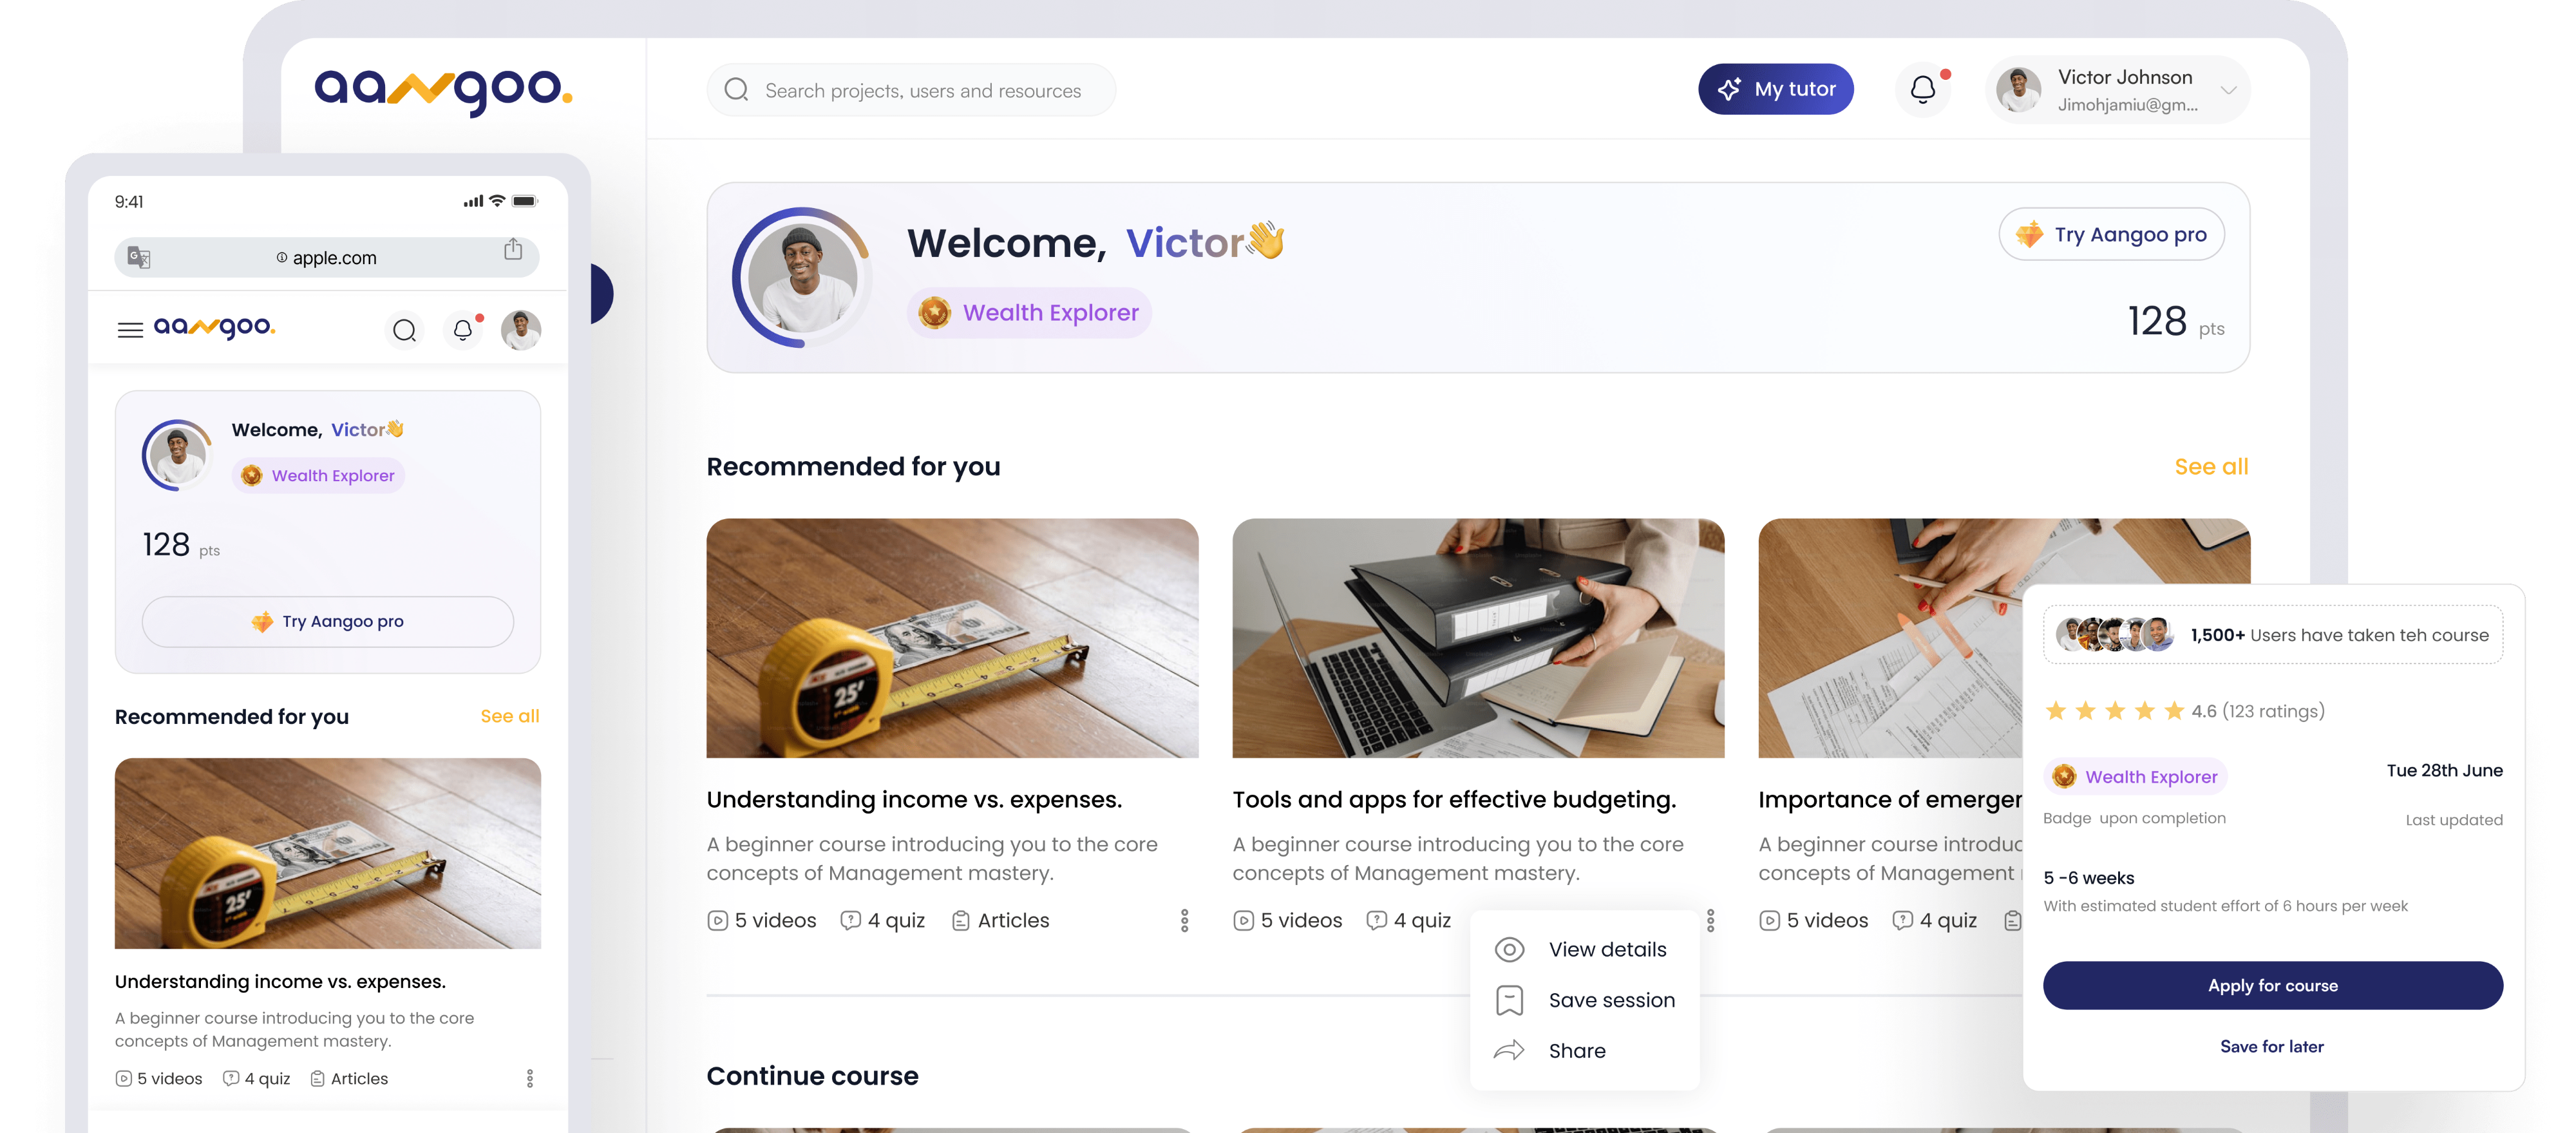 aangoo.
Search projects, users and resources
My tutor
Victor Johnson
Jimohjamiu@gm...
Welcome, Victor👋
Wealth Explorer
Try Aangoo pro
128 pts
Recommended for you
See all
25'
Understanding income vs. expenses.
A beginner course introducing you to the core
concepts of Management mastery.
5 videos
4 quiz
Articles
Tools and apps for effective budgeting.
A beginner course introducing you to the core
concepts of Management mastery.
5 videos
4 quiz
View details
Save session
Share
Importance of emerger
A beginner course introduc
concepts of Management
5 videos
4 quiz
Continue course
9:41
apple.com
aangoo.
Welcome, Victor👋
Wealth Explorer
128 pts
Try Aangoo pro
Recommended for you
See all
25'
Understanding income vs. expenses.
A beginner course introducing you to the core
concepts of Management mastery.
5 videos
4 quiz
Articles
1,500+ Users have taken teh course
4.6 (123 ratings)
Wealth Explorer
Tue 28th June
Badge upon completion
Last updated
5 -6 weeks
With estimated student effort of 6 hours per week
Apply for course
Save for later